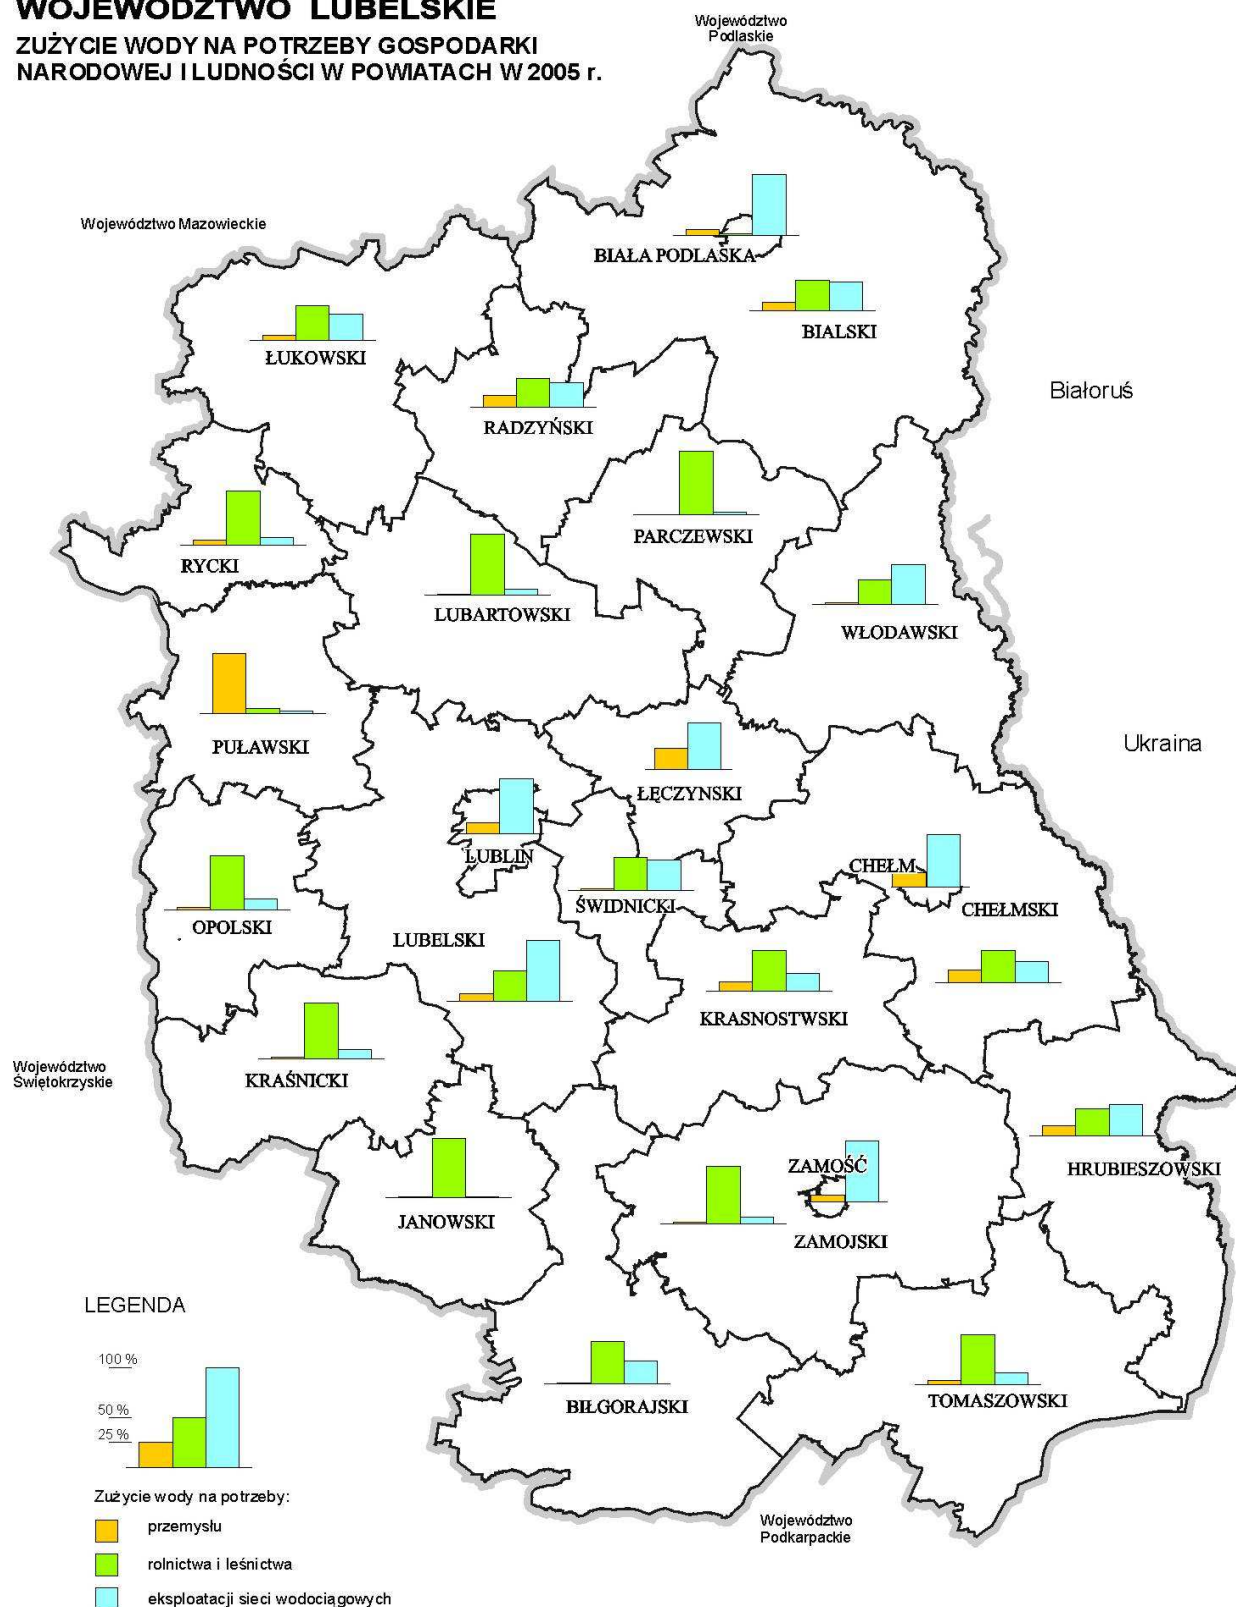 WOJEWÓDZTWO LUBELSKIE
ZUŻYCIE WODY NA POTRZEBY GOSPODARKI
NARODOWEJ I LUDNOŚCI W POWIATACH W 2005 r.
Województwo
Podlaskie
Województwo Mazowieckie
BIAŁA PODLASKA
BIALSKI
ŁUKOWSKI
Białoruś
RADZYŃSKI
PARCZEWSKI
RYCKI
LUBARTOWSKI
WŁODAWSKI
PUŁAWSKI
Ukraina
ŁĘCZYNSKI
LUBLIN
CHEŁM
ŚWIDNICKI
CHEŁMSKI
OPOLSKI
LUBELSKI
KRASNOSTWSKI
Województwo
Świętokrzyskie
KRAŚNICKI
ZAMOŚĆ
HRUBIESZOWSKI
JANOWSKI
ZAMOJSKI
LEGENDA
100 %
50 %
25 %
BIŁGORAJSKI
TOMASZOWSKI
Zużycie wody na potrzeby:
przemysłu
rolnictwa i leśnictwa
eksploatacji sieci wodociągowych
Województwo
Podkarpackie